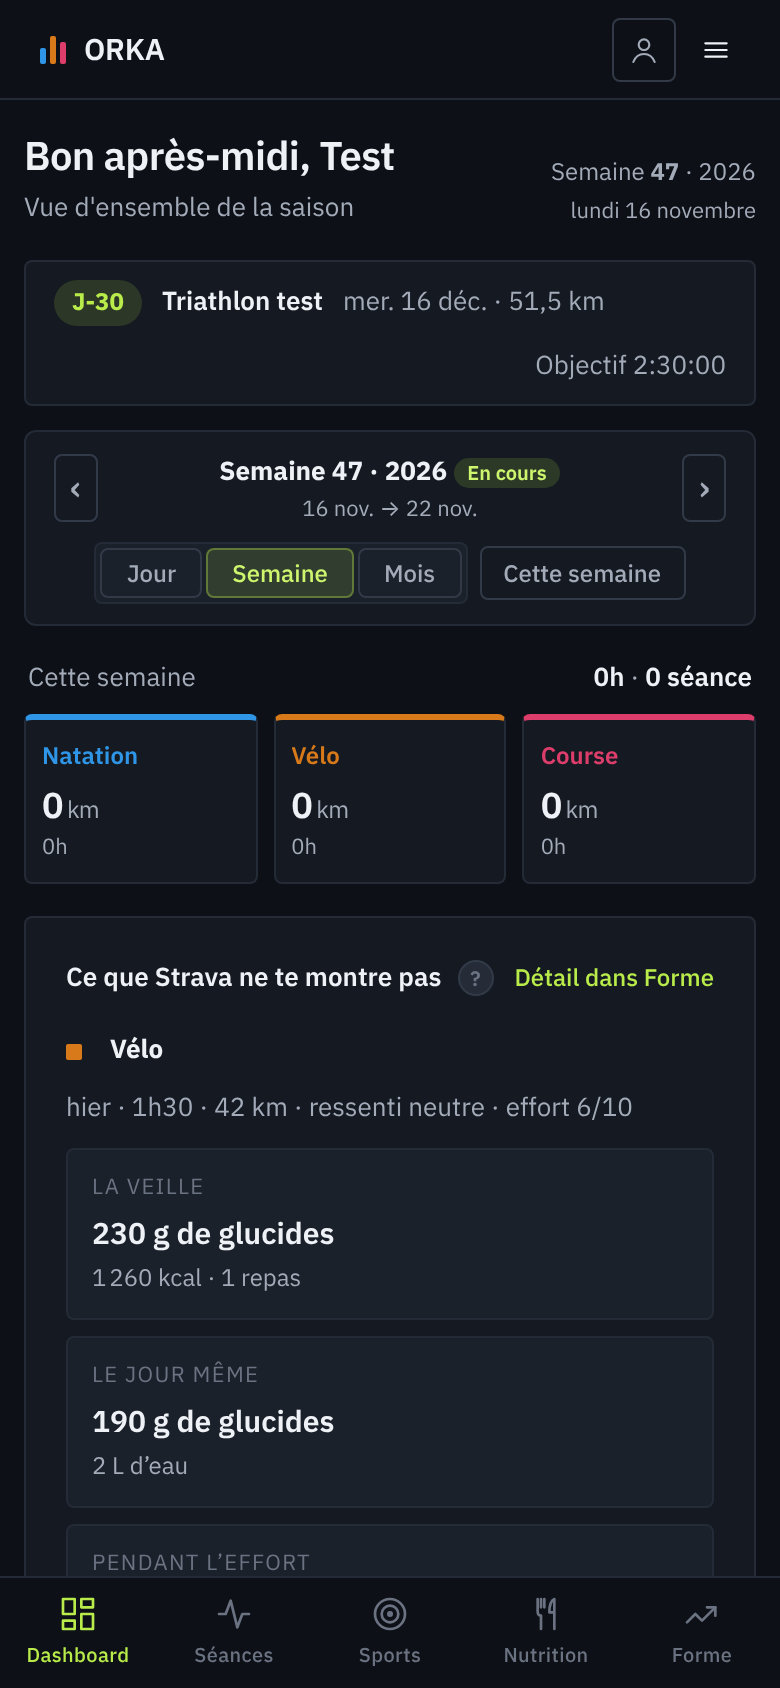 ORKA
Bon après-midi, Test
Vue d'ensemble de la saison
Semaine 47 · 2026
lundi 16 novembre
J-30 Triathlon test mer. 16 déc. · 51,5 km
Objectif 2:30:00
‹
Semaine 47 · 2026 En cours
16 nov. → 22 nov.
›
Jour Semaine Mois Cette semaine
Cette semaine 0h · 0 séance
Natation
0 km
0h
Vélo
0 km
0h
Course
0 km
0h
Ce que Strava ne te montre pas ? Détail dans Forme
Vélo
hier · 1h30 · 42 km · ressenti neutre · effort 6/10
LA VEILLE
230 g de glucides
1 260 kcal · 1 repas
LE JOUR MÊME
190 g de glucides
2 L d’eau
PENDANT L’EFFORT
Dashboard Séances Sports Nutrition Forme